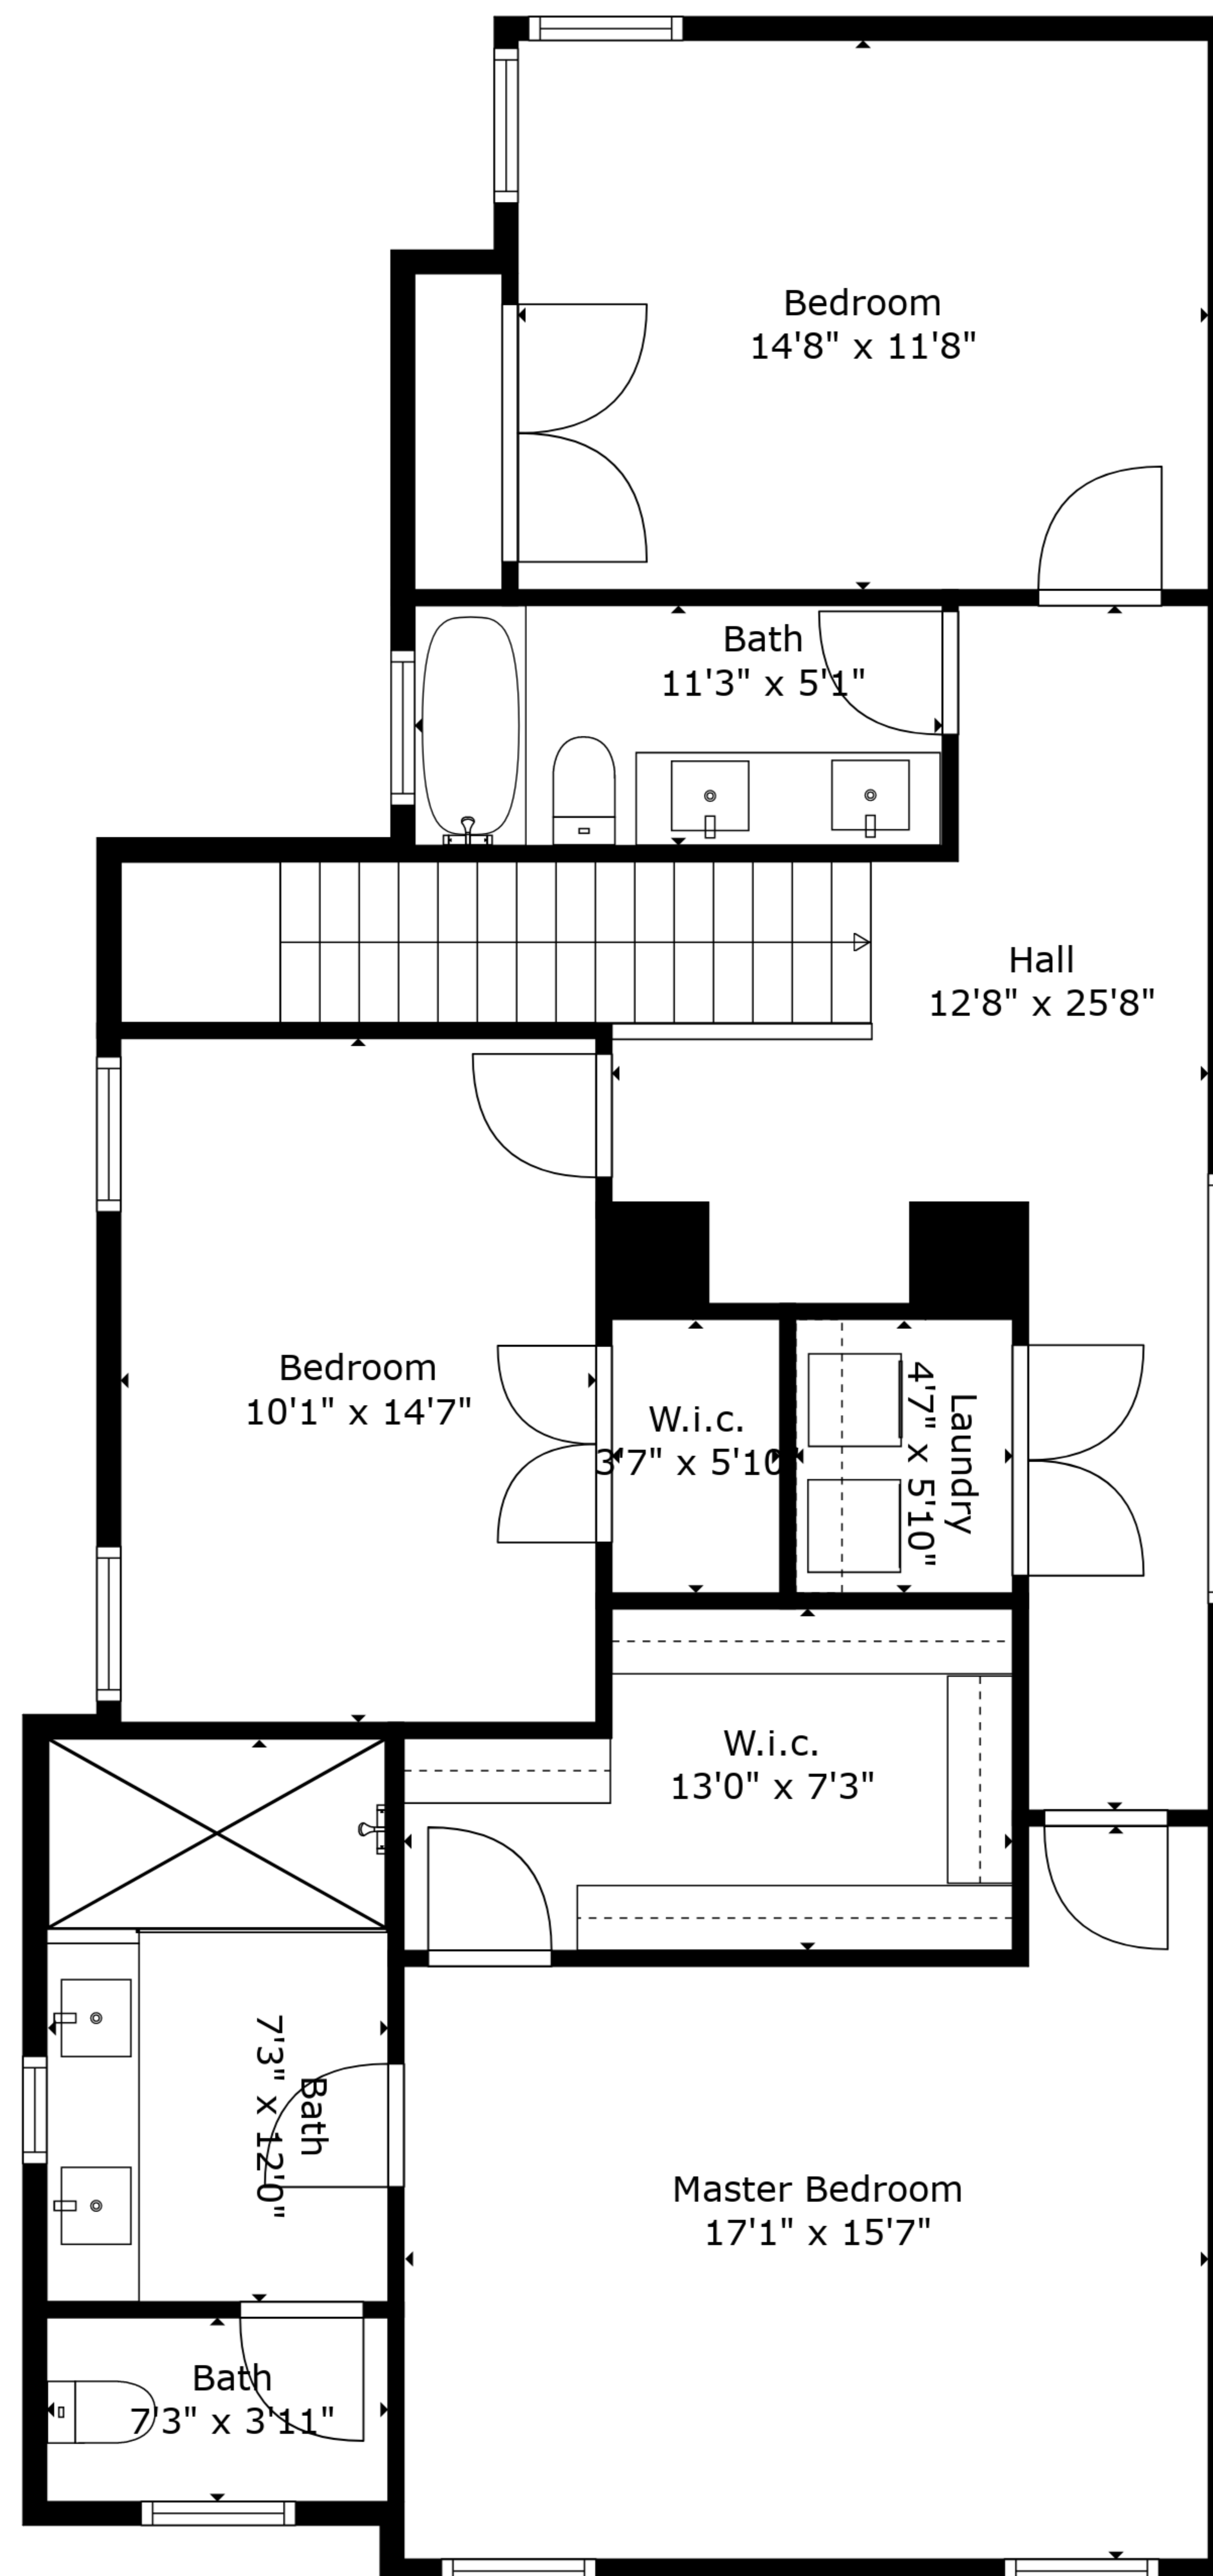 Bedroom
14'8" x 11'8"
Bath
11'3" x 5'1"
Hall
12'8" x 25'8"
Bedroom
10'1" x 14'7"
W.i.c.
3'7" x 5'10"
Laundry
4'7" x 5'10"
W.i.c.
13'0" x 7'3"
Bath
7'3" x 12'0"
Master Bedroom
17'1" x 15'7"
Bath
7'3" x 3'11"